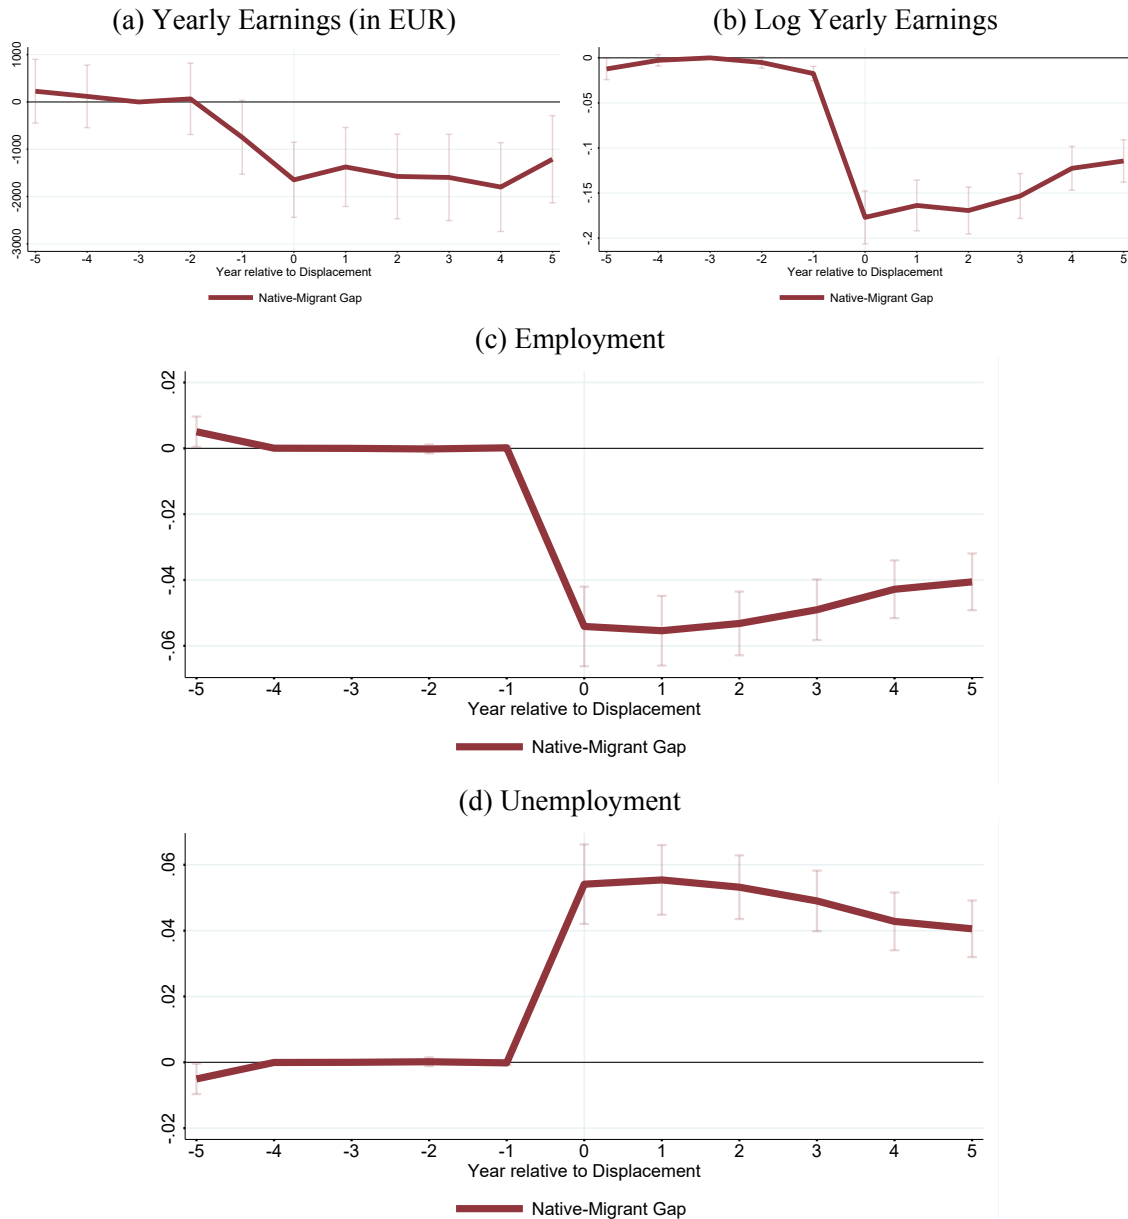 (a) Yearly Earnings (in EUR)
1000
0
-1000
-2000
-3000
-5 -4 -3 -2 -1 0 1 2 3 4 5
Year relative to Displacement
Native-Migrant Gap
(b) Log Yearly Earnings
0
-.05
-.1
-.15
-.2
-5 -4 -3 -2 -1 0 1 2 3 4 5
Year relative to Displacement
Native-Migrant Gap
(c) Employment
.02
0
-.02
-.04
-.06
-5 -4 -3 -2 -1 0 1 2 3 4 5
Year relative to Displacement
Native-Migrant Gap
(d) Unemployment
.06
.04
.02
0
-.02
-5 -4 -3 -2 -1 0 1 2 3 4 5
Year relative to Displacement
Native-Migrant Gap